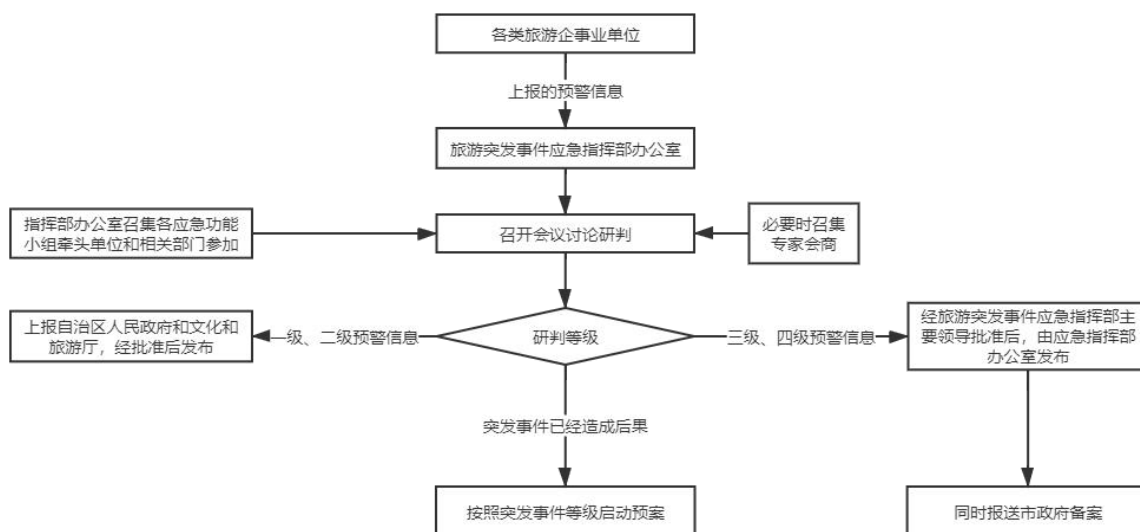 各类旅游企事业单位
上报的预警信息
旅游突发事件应急指挥部办公室
指挥部办公室召集各应急功能
小组牵头单位和相关部门参加
召开会议讨论研判
必要时召集
专家会商
上报自治区人民政府和文化和
旅游厅，经批准后发布
一级、二级预警信息
研判等级
三级、四级预警信息
经旅游突发事件应急指挥部主
要领导批准后，由应急指挥部
办公室发布
突发事件已经造成后果
按照突发事件等级启动预案
同时报送市政府备案